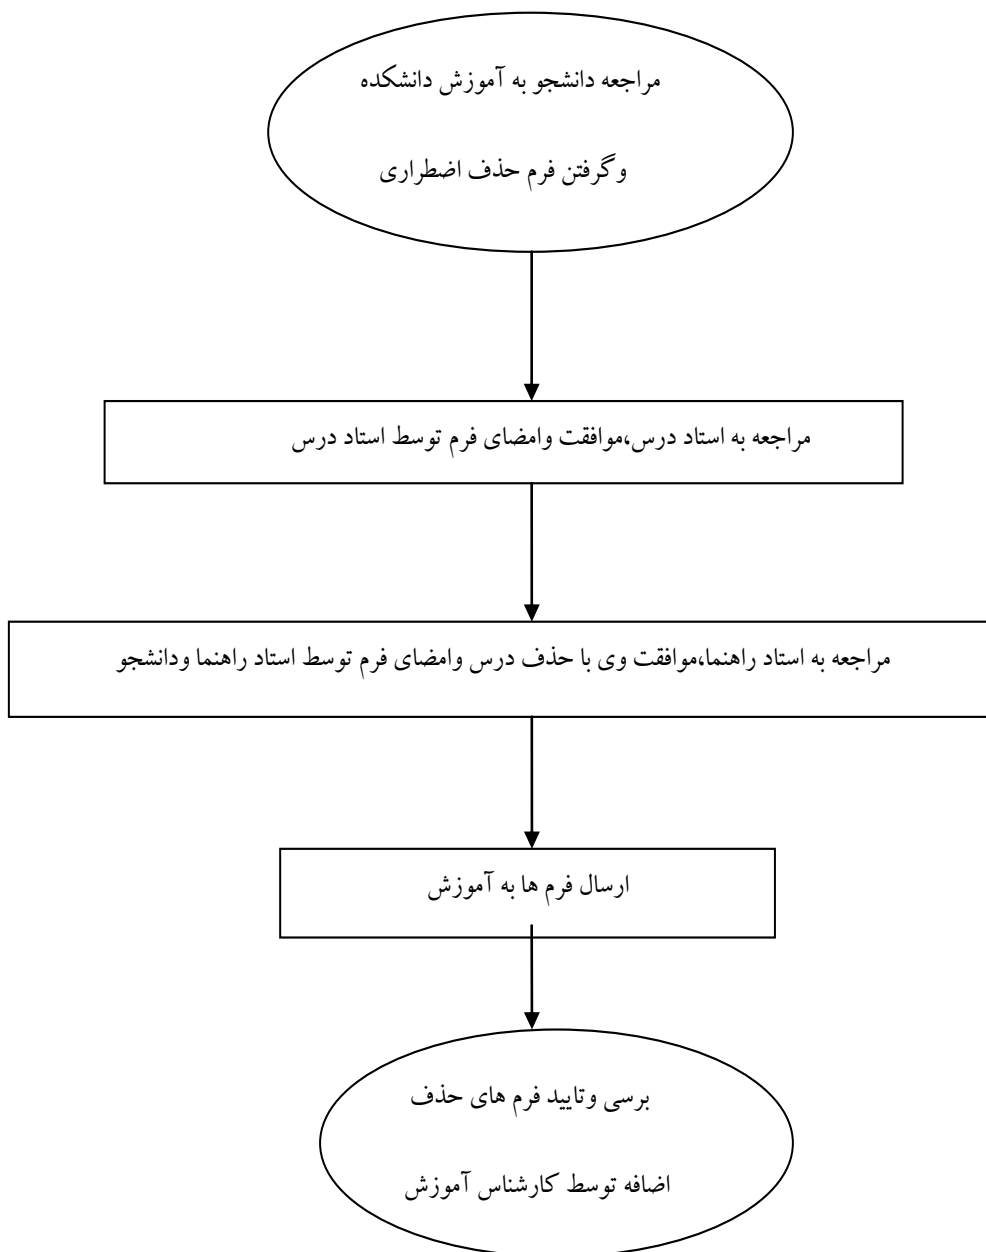 مراجعه دانشجو به آموزش دانشکده
وگرفتن فرم حذف اضطراری
مراجعه به استاد درس،موافقت وامضای فرم توسط استاد درس
مراجعه به استاد راهنما،موافقت وی با حذف درس وامضای فرم توسط استاد راهنما ودانشجو
ارسال فرم ها به آموزش
برسی وتایید فرم های حذف
اضافه توسط کارشناس آموزش